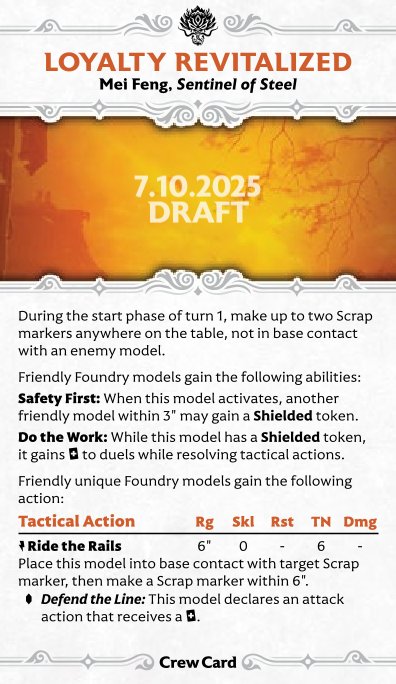 LOYALTY REVITALIZED
Mei Feng, Sentinel of Steel
7.10.2025
DRAFT
During the start phase of turn 1, make up to two Scrap
markers anywhere on the table, not in base contact
with an enemy model.
Friendly Foundry models gain the following abilities:
Safety First: When this model activates, another
friendly model within 3" may gain a Shielded token.
Do the Work: While this model has a Shielded token,
it gains to duels while resolving tactical actions.
Friendly unique Foundry models gain the following
action:
Tactical Action Rg Skl Rst TN Dmg
Ride the Rails 6" 0 - 6 -
Place this model into base contact with target Scrap
marker, then make a Scrap marker within 6".
Defend the Line: This model declares an attack
action that receives a .
Crew Card